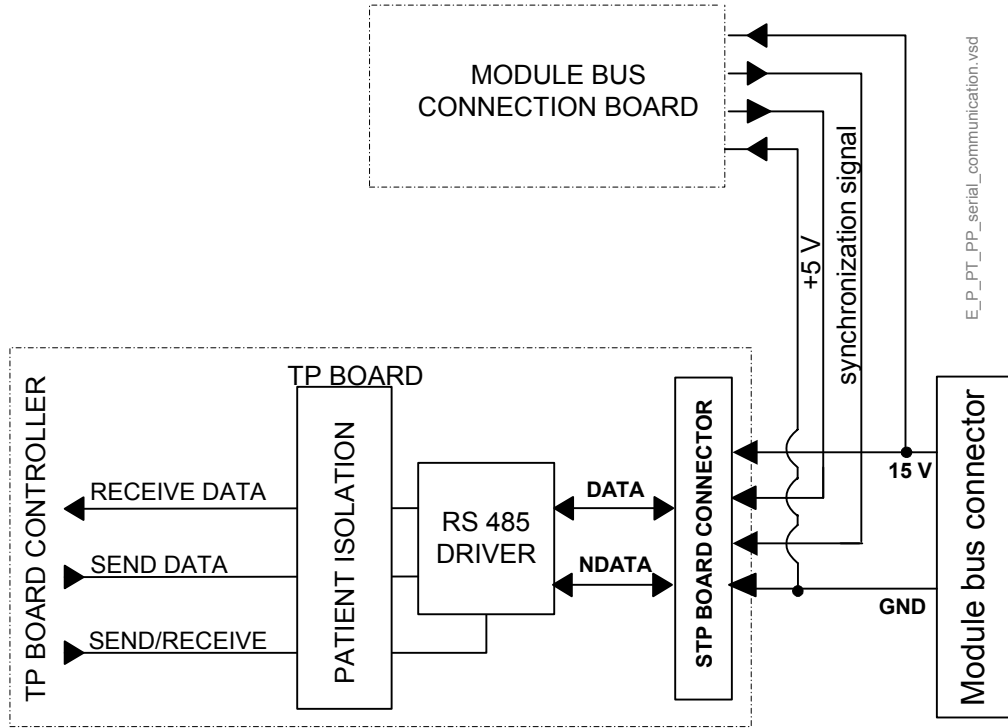 MODULE BUS
CONNECTION BOARD
E_P_PT_PP_serial_communication.vsd
+5 V
synchronization signal
TP BOARD
TP BOARD CONTROLLER
PATIENT ISOLATION
RECEIVE DATA
SEND DATA
SEND/RECEIVE
RS 485
DRIVER
DATA
NDATA
STP BOARD CONNECTOR
15 V
GND
Module bus connector